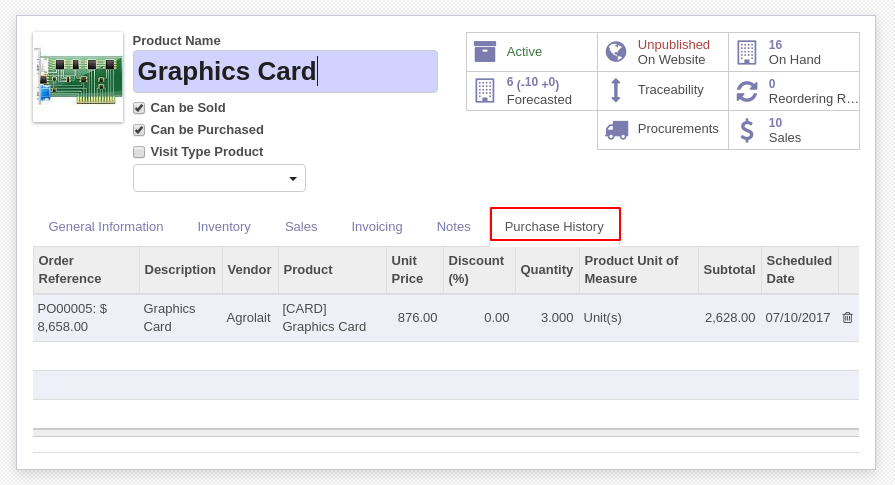 Product Name
Graphics Card
Can be Sold
Can be Purchased
Visit Type Product
Active
Unpublished
On Website
16
On Hand
6 (-10 +0)
Forecasted
Traceability
0
Reordering R…
Procurements
10
Sales
General Information Inventory Sales Invoicing Notes Purchase History
Order Reference Description Vendor Product Unit Price Discount (%) Quantity Product Unit of Measure Subtotal Scheduled Date
PO00005: $ 8,658.00 Graphics Card Agrolait [CARD] Graphics Card 876.00 0.00 3.000 Unit(s) 2,628.00 07/10/2017